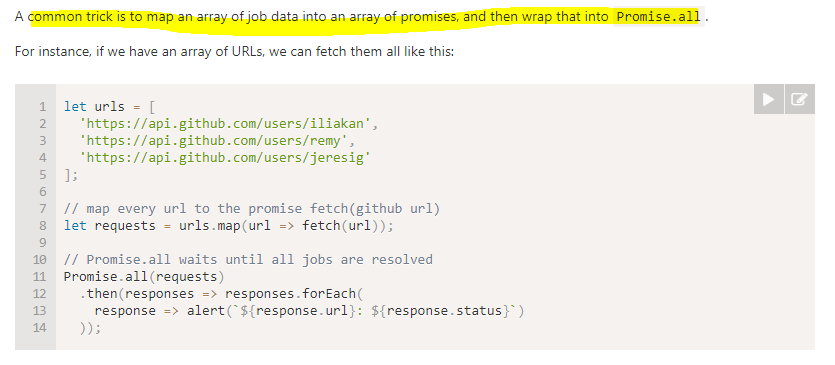 A common trick is to map an array of job data into an array of promises, and then wrap that into Promise.all .
For instance, if we have an array of URLs, we can fetch them all like this:
1 let urls = [
2   'https://api.github.com/users/iliakan',
3   'https://api.github.com/users/remy',
4   'https://api.github.com/users/jeresig'
5 ];
6
7 // map every url to the promise fetch(github url)
8 let requests = urls.map(url => fetch(url));
9
10 // Promise.all waits until all jobs are resolved
11 Promise.all(requests)
12   .then(responses => responses.forEach(
13     response => alert(`${response.url}: ${response.status}`)
14   ));